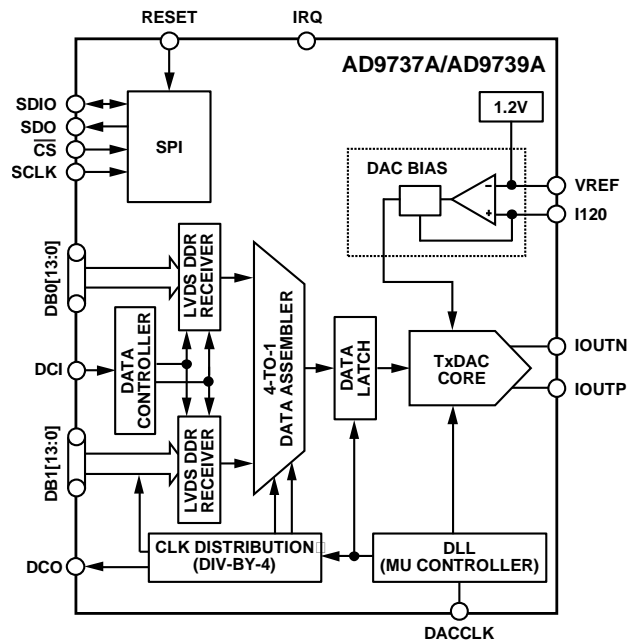 RESET
IRQ
AD9737A/AD9739A
SDIO
SDO
CS
SCLK
SPI
1.2V
DAC BIAS
VREF
I120
DB0[13:0]
LVDS DDR
RECEIVER
DCI
DATA
CONTROLLER
4-TO-1
DATA ASSEMBLER
DATA
LATCH
TxDAC
CORE
IOUTN
IOUTP
DB1[13:0]
LVDS DDR
RECEIVER
DCO
CLK DISTRIBUTION
(DIV-BY-4)
DLL
(MU CONTROLLER)
DACCLK